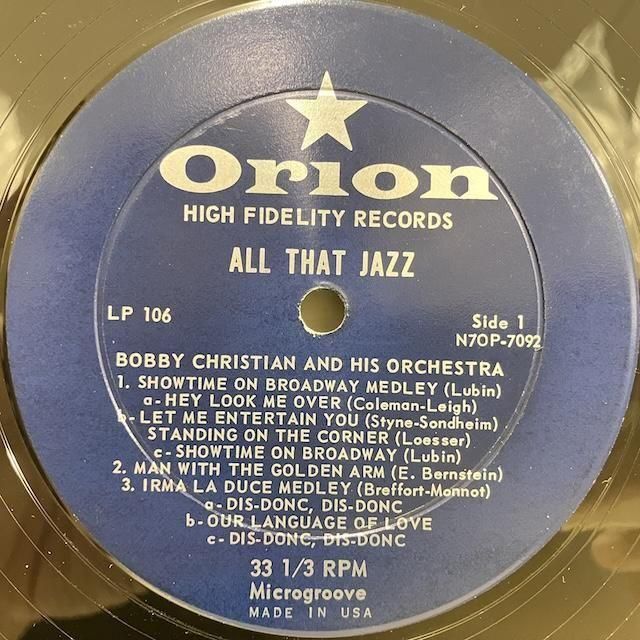 Orion
HIGH FIDELITY RECORDS
ALL THAT JAZZ
LP 106
Side 1
N7OP-7092
BOBBY CHRISTIAN AND HIS ORCHESTRA
1. SHOWTIME ON BROADWAY MEDLEY (Lubin)
a-HEY LOOK ME OVER (Coleman-Leigh)
b-LET ME ENTERTAIN YOU (Styne-Sondheim)
STANDING ON THE CORNER (Loesser)
c-SHOWTIME ON BROADWAY (Lubin)
2. MAN WITH THE GOLDEN ARM (E. Bernstein)
3. IRMA LA DUCE MEDLEY (Breffort-Monnot)
a-DIS-DONC, DIS-DONC
b-OUR LANGUAGE OF LOVE
c-DIS-DONC, DIS-DONC
33 1/3 RPM
Microgroove
MADE IN USA